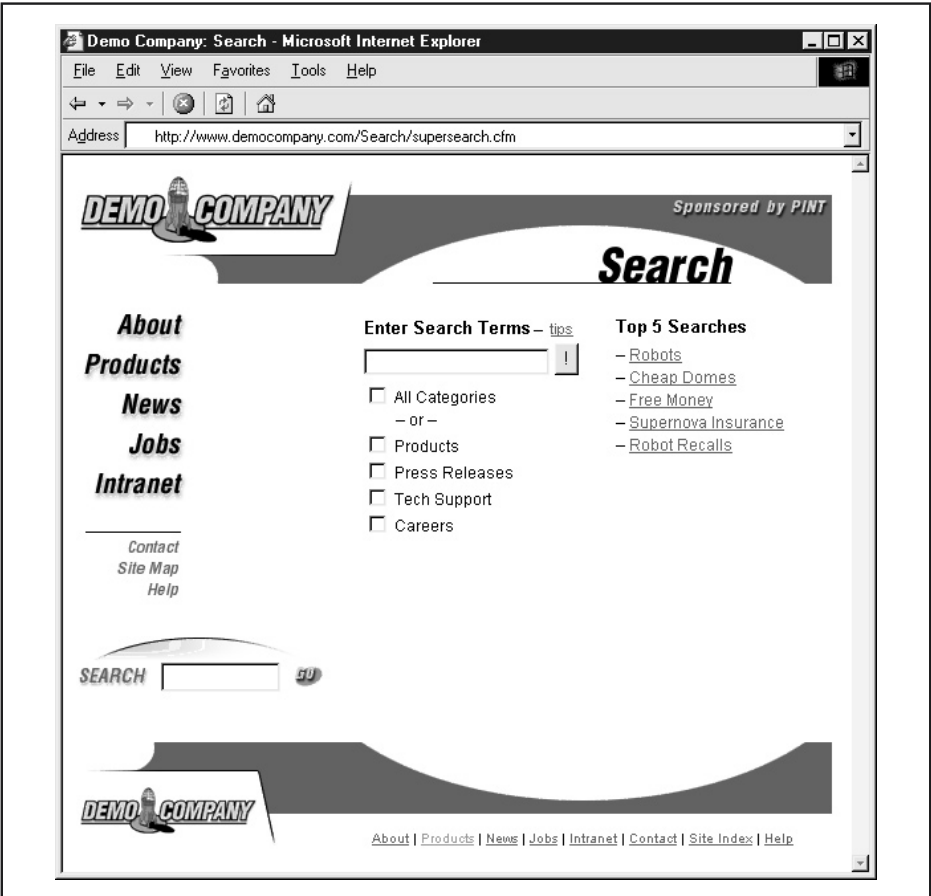 Demo Company: Search - Microsoft Internet Explorer
File Edit View Favorites Tools Help
Address http://www.democompany.com/Search/supersearch.cfm
DEMO COMPANY
Sponsored by PINT
Search
About
Products
News
Jobs
Intranet
Contact
Site Map
Help
SEARCH GO
Enter Search Terms – tips
!
All Categories
– or –
Products
Press Releases
Tech Support
Careers
Top 5 Searches
– Robots
– Cheap Domes
– Free Money
– Supernova Insurance
– Robot Recalls
DEMO COMPANY
About | Products | News | Jobs | Intranet | Contact | Site Index | Help